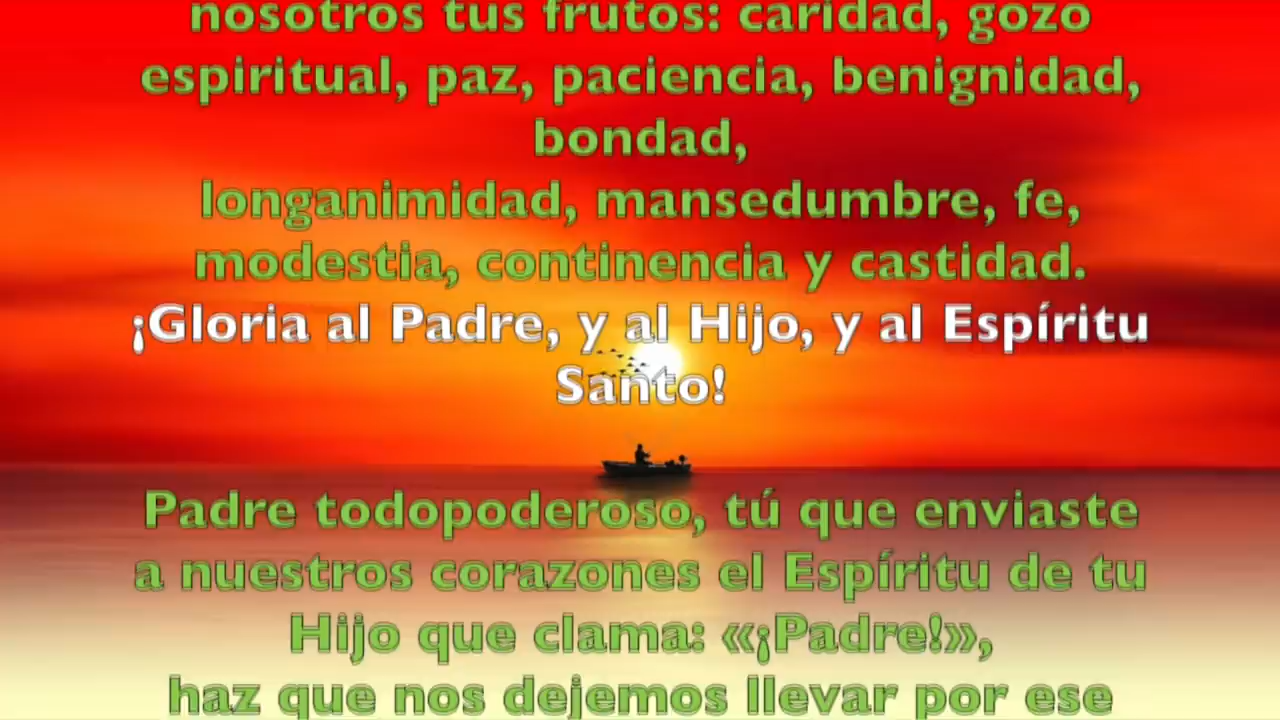 nosotros tus frutos: caridad, gozo
espiritual, paz, paciencia, benignidad,
bondad,
longanimidad, mansedumbre, fe,
modestia, continencia y castidad.
¡Gloria al Padre, y al Hijo, y al Espíritu
Santo!
Padre todopoderoso, tú que enviaste
a nuestros corazones el Espíritu de tu
Hijo que clama: «¡Padre!»,
haz que nos dejemos llevar por ese